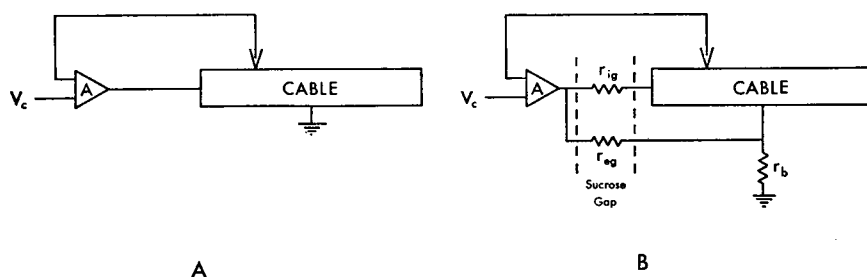 A
CABLE
V_c
A
r_ig
CABLE
V_c
A
r_eg
r_b
Sucrose
Gap
A
B